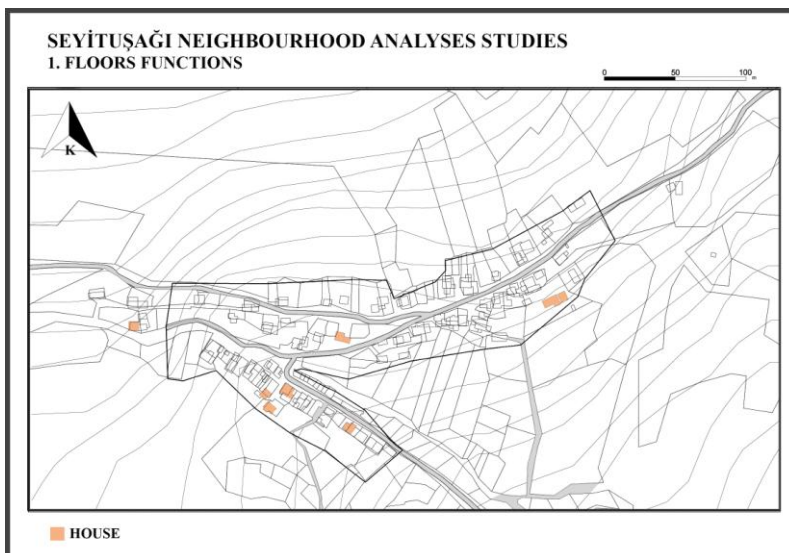 SEYİTUŞAĞI NEIGHBOURHOOD ANALYSES STUDIES
1. FLOORS FUNCTIONS
0 50 100 m
K
HOUSE